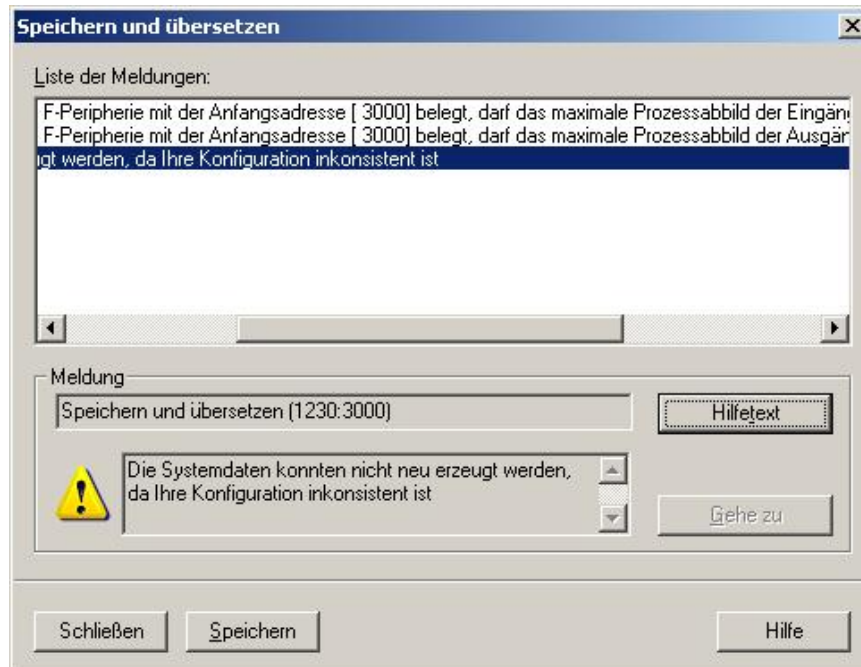 Speichern und übersetzen
Liste der Meldungen:
F-Peripherie mit der Anfangsadresse [ 3000] belegt, darf das maximale Prozessabbild der Eingän
F-Peripherie mit der Anfangsadresse [ 3000] belegt, darf das maximale Prozessabbild der Ausgän
gt werden, da Ihre Konfiguration inkonsistent ist
Meldung
Speichern und übersetzen (1230:3000)
Hilfetext
Die Systemdaten konnten nicht neu erzeugt werden,
da Ihre Konfiguration inkonsistent ist
Gehe zu
Schließen
Speichern
Hilfe